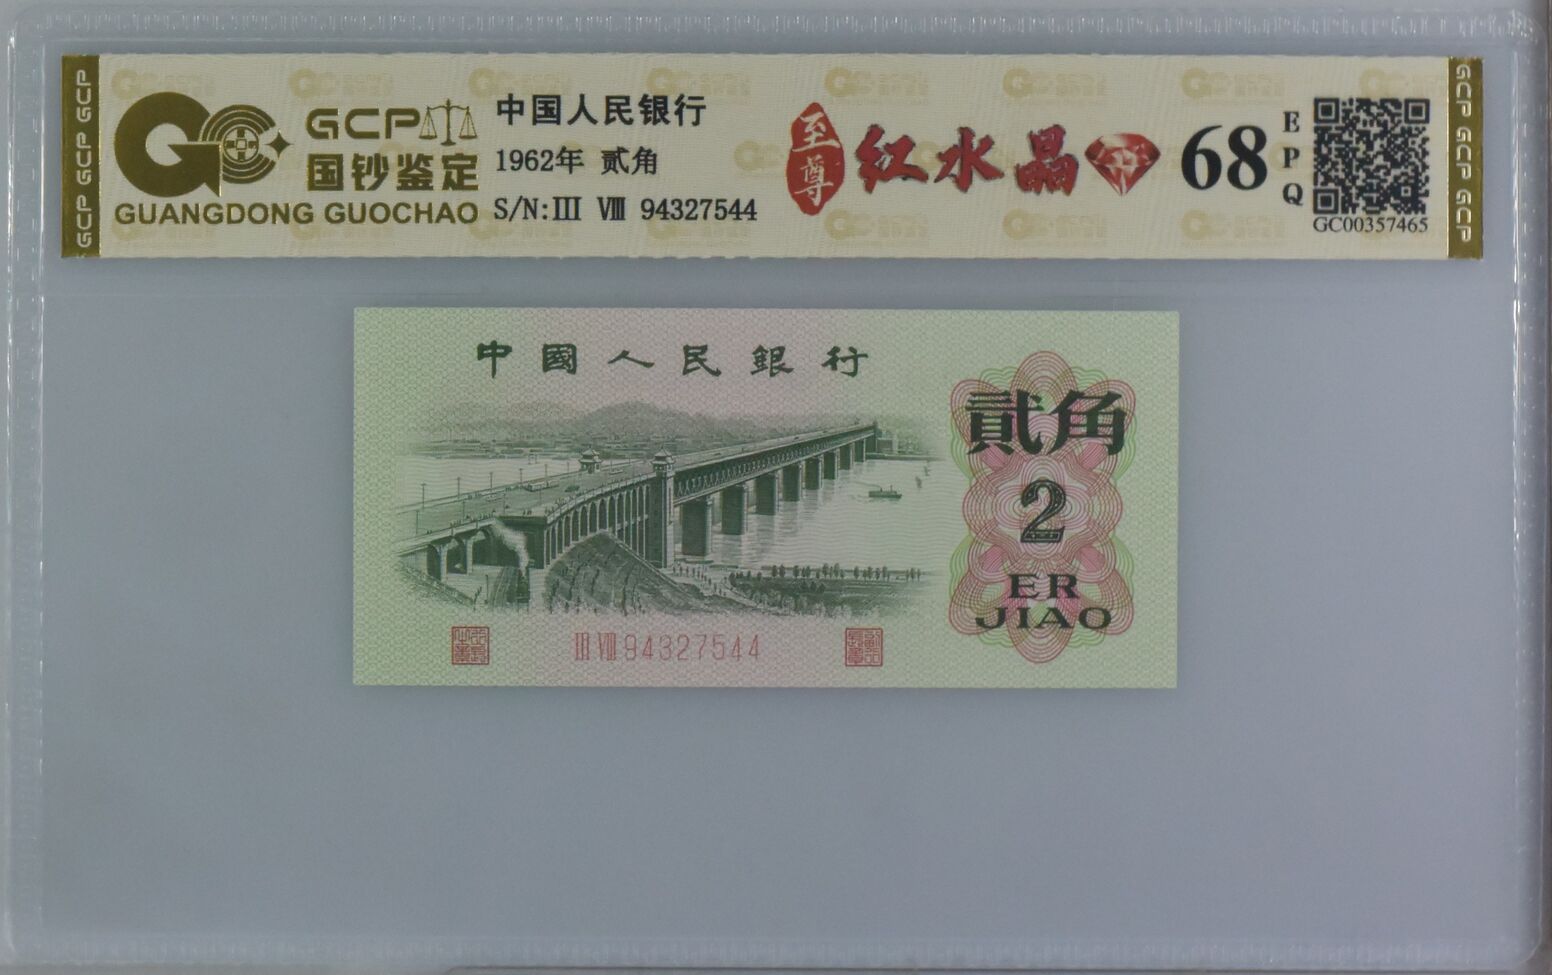 GCP GCP GCP
GCP
国钞鉴定
GUANGDONG GUOCHAO
中国人民银行
1962年 贰角
S/N:III VIII 94327544
至尊 红水晶
68
EPQ
GC00357465
GCP GCP GCP
中國人民銀行
貳角
2
ER
JIAO
III VIII 94327544